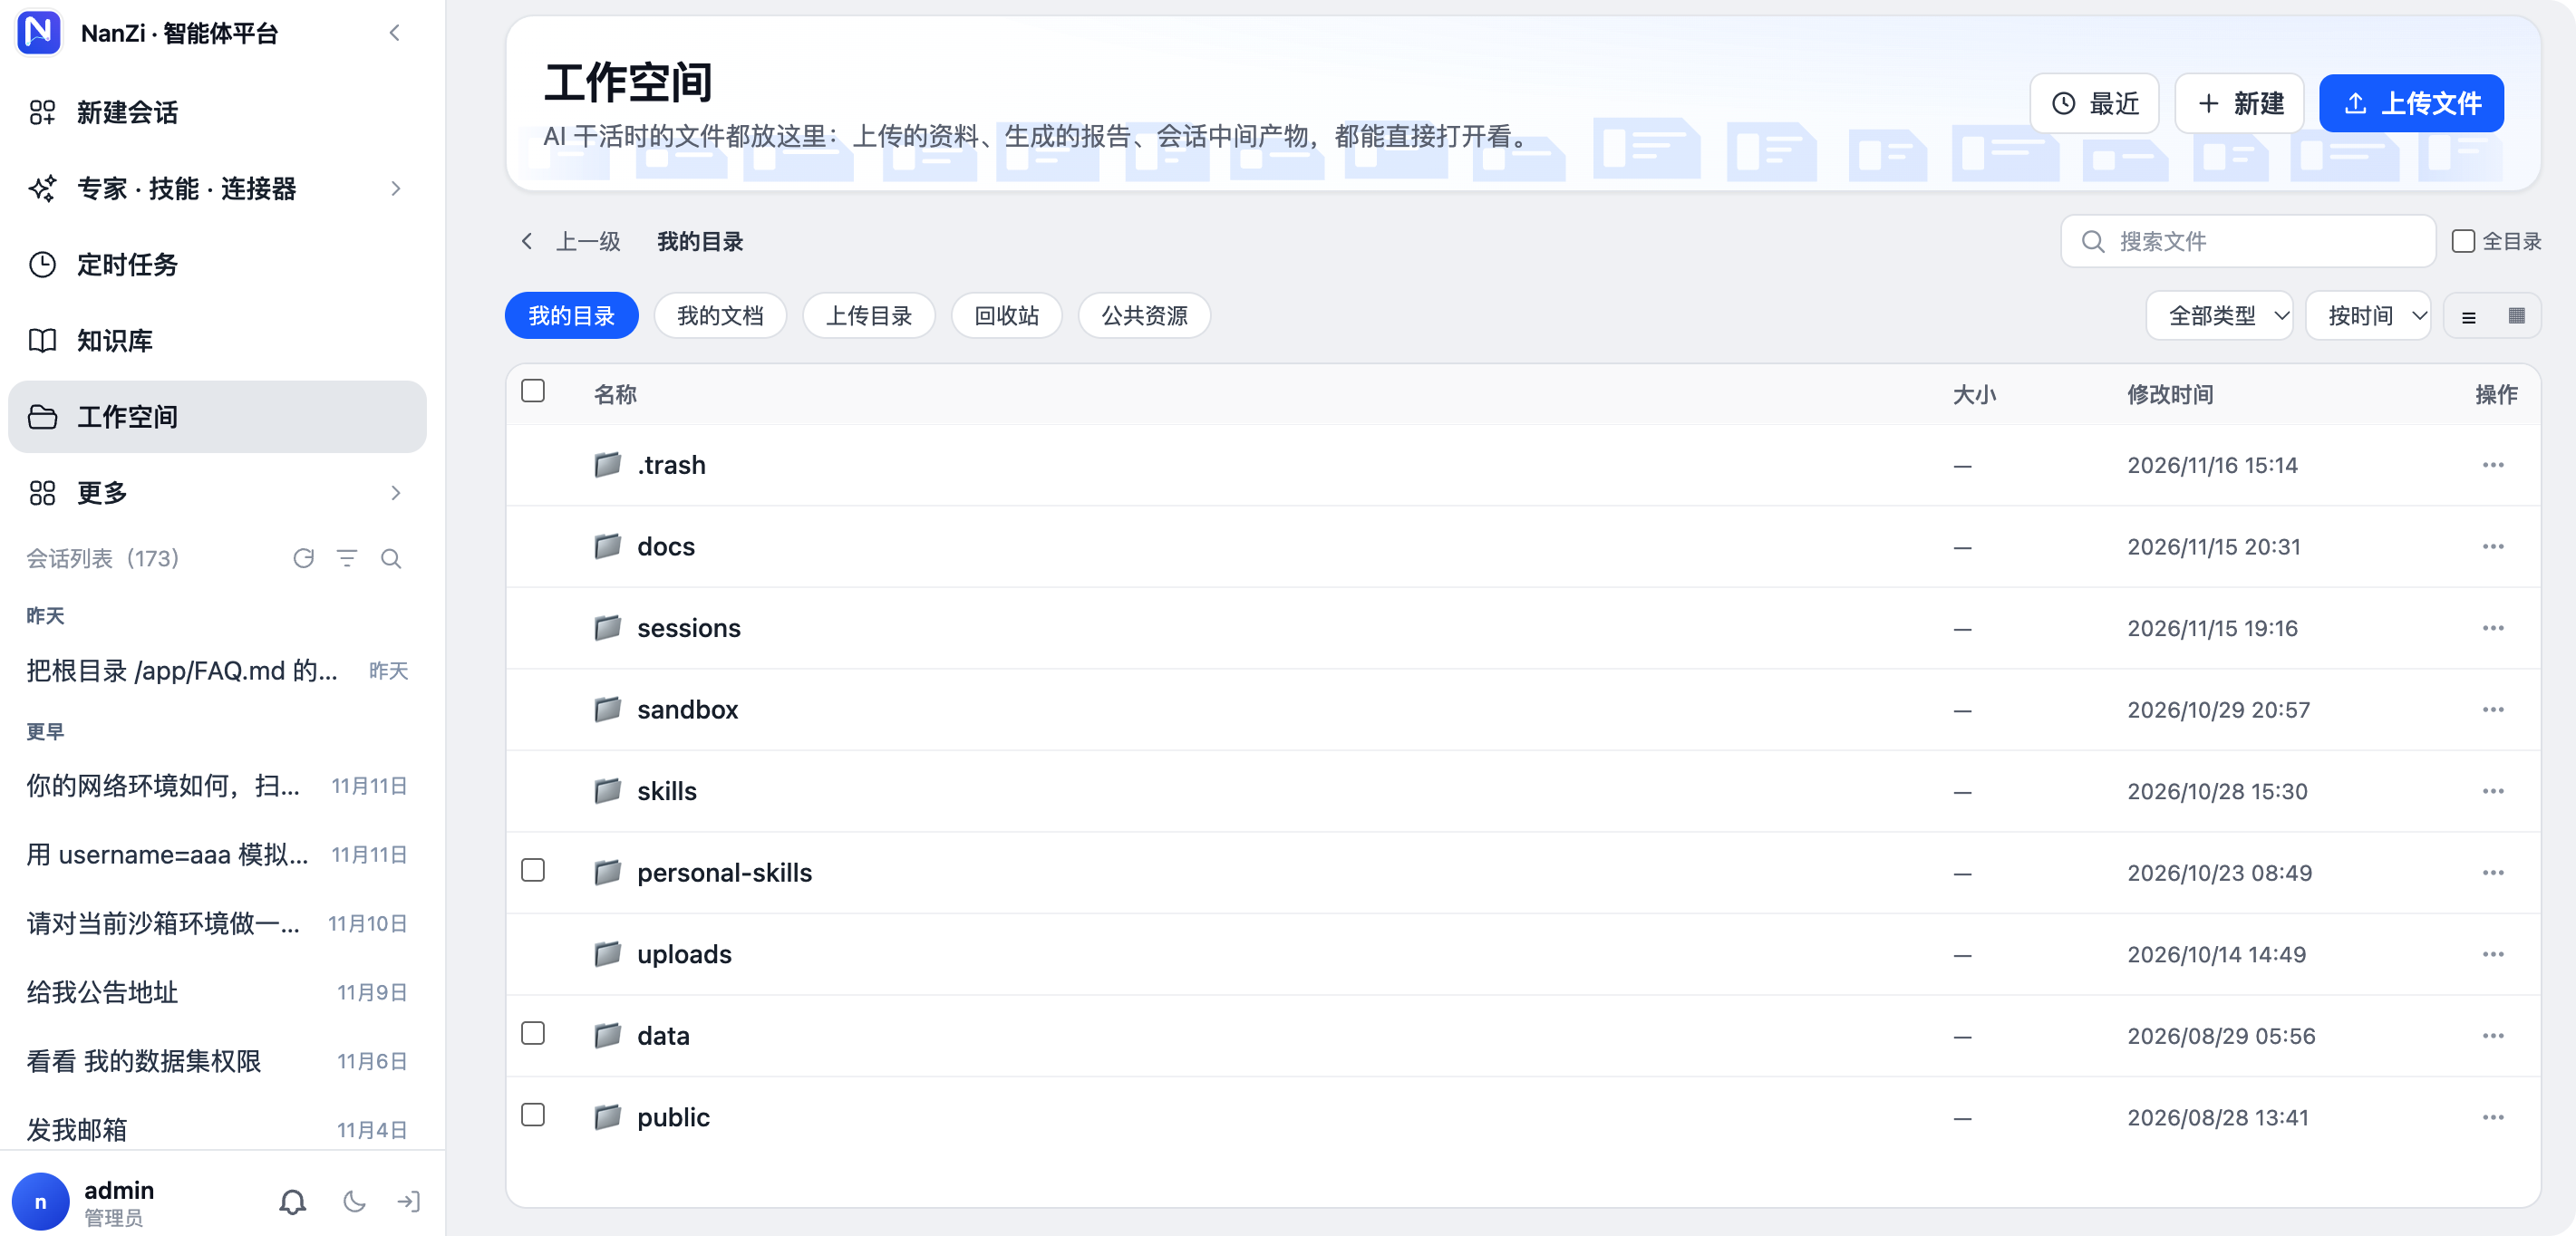 NanZi · 智能体平台
新建会话
专家 · 技能 · 连接器
定时任务
知识库
工作空间
更多
会话列表（173）
昨天
把根目录 /app/FAQ.md 的... 昨天
更早
你的网络环境如何，扫... 11月11日
用 username=aaa 模拟... 11月11日
请对当前沙箱环境做一... 11月10日
给我公告地址 11月9日
看看 我的数据集权限 11月6日
发我邮箱 11月4日
n
admin
管理员
工作空间
AI 干活时的文件都放这里：上传的资料、生成的报告、会话中间产物，都能直接打开看。
最近 新建 上传文件
上一级 我的目录
搜索文件 全目录
我的目录 我的文档 上传目录 回收站 公共资源
全部类型 按时间
名称 大小 修改时间 操作
.trash — 2026/11/16 15:14
docs — 2026/11/15 20:31
sessions — 2026/11/15 19:16
sandbox — 2026/10/29 20:57
skills — 2026/10/28 15:30
personal-skills — 2026/10/23 08:49
uploads — 2026/10/14 14:49
data — 2026/08/29 05:56
public — 2026/08/28 13:41